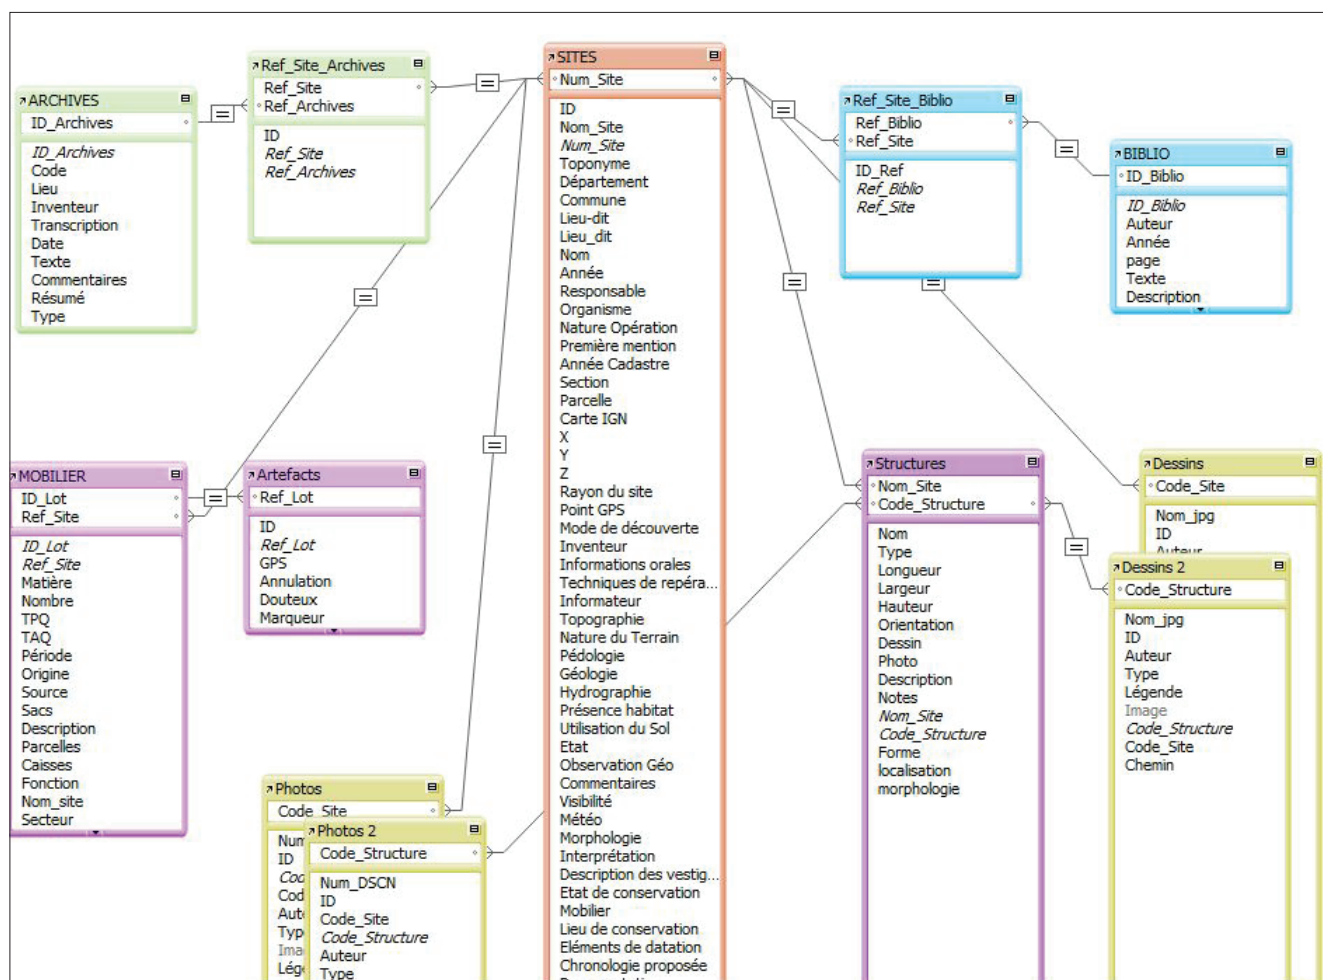 ARCHIVES
ID_Archives
ID_Archives
Code
Lieu
Inventeur
Transcription
Date
Texte
Commentaires
Résumé
Type
Ref_Site_Archives
Ref_Site
Ref_Archives
ID
Ref_Site
Ref_Archives
SITES
Num_Site
ID
Nom_Site
Num_Site
Toponyme
Département
Commune
Lieu-dit
Lieu_dit
Nom
Année
Responsable
Organisme
Nature Opération
Première mention
Année Cadastre
Section
Parcelle
Carte IGN
X
Y
Z
Rayon du site
Point GPS
Mode de découverte
Inventeur
Informations orales
Techniques de repéra...
Informateur
Topographie
Nature du Terrain
Pédologie
Géologie
Hydrographie
Présence habitat
Utilisation du Sol
Etat
Observation Géo
Commentaires
Visibilité
Météo
Morphologie
Interprétation
Description des vestig...
Etat de conservation
Mobilier
Lieu de conservation
Eléments de datation
Chronologie proposée
Ref_Site_Biblio
Ref_Biblio
Ref_Site
ID_Ref
Ref_Biblio
Ref_Site
BIBLIO
ID_Biblio
ID_Biblio
Auteur
Année
page
Texte
Description
MOBILIER
ID_Lot
Ref_Site
ID_Lot
Ref_Site
Matière
Nombre
TPQ
TAQ
Période
Origine
Source
Sacs
Description
Parcelles
Caisses
Fonction
Nom_site
Secteur
Artefacts
Ref_Lot
ID
Ref_Lot
GPS
Annulation
Douteux
Marqueur
Structures
Nom_Site
Code_Structure
Nom
Type
Longueur
Largeur
Hauteur
Orientation
Dessin
Photo
Description
Notes
Nom_Site
Code_Structure
Forme
localisation
morphologie
Dessins
Code_Site
Nom_jpg
ID
Auteur
Dessins 2
Code_Structure
Nom_jpg
ID
Auteur
Type
Légende
Image
Code_Structure
Code_Site
Chemin
Photos
Code_Site
Num
ID
Coo
Cod
Aut
Typ
Ima
Lég
Photos 2
Code_Structure
Num_DSCN
ID
Code_Site
Code_Structure
Auteur
Type